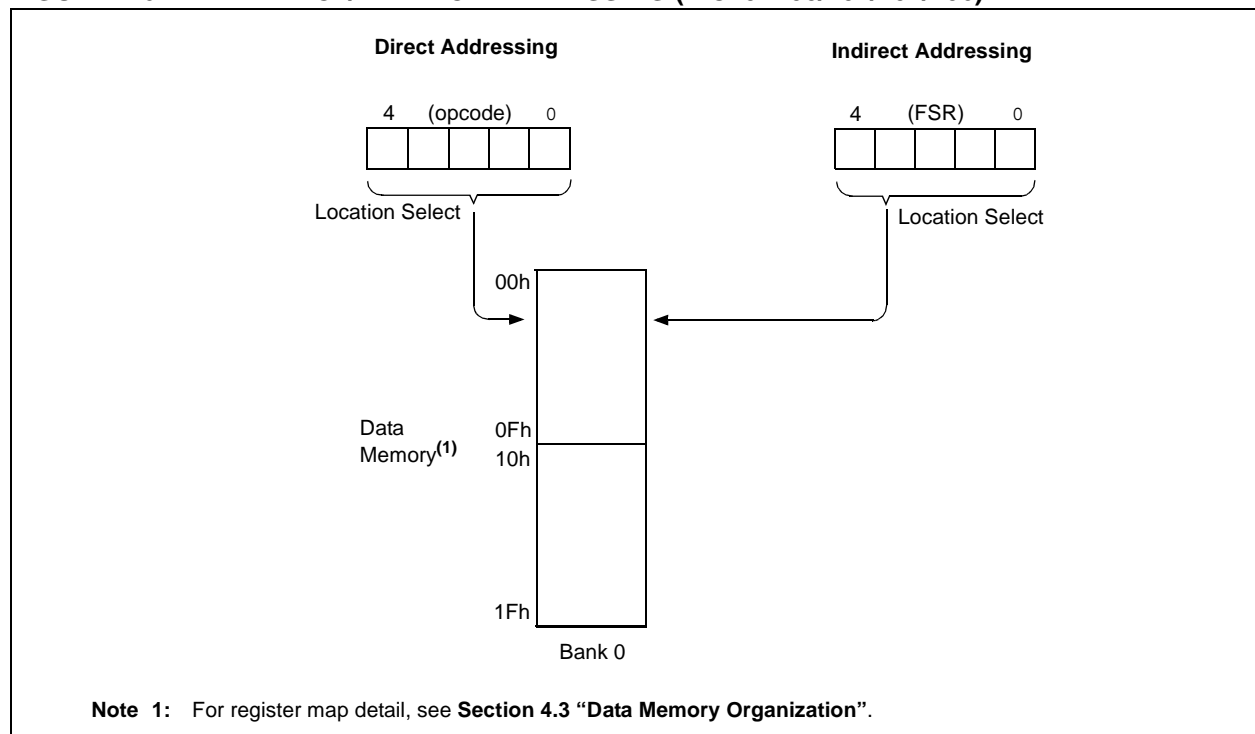 Direct Addressing
Indirect Addressing
4 (opcode) 0
4 (FSR) 0
Location Select
Location Select
00h
0Fh
Data
Memory(1)
10h
1Fh
Bank 0
Note 1: For register map detail, see Section 4.3 “Data Memory Organization”.